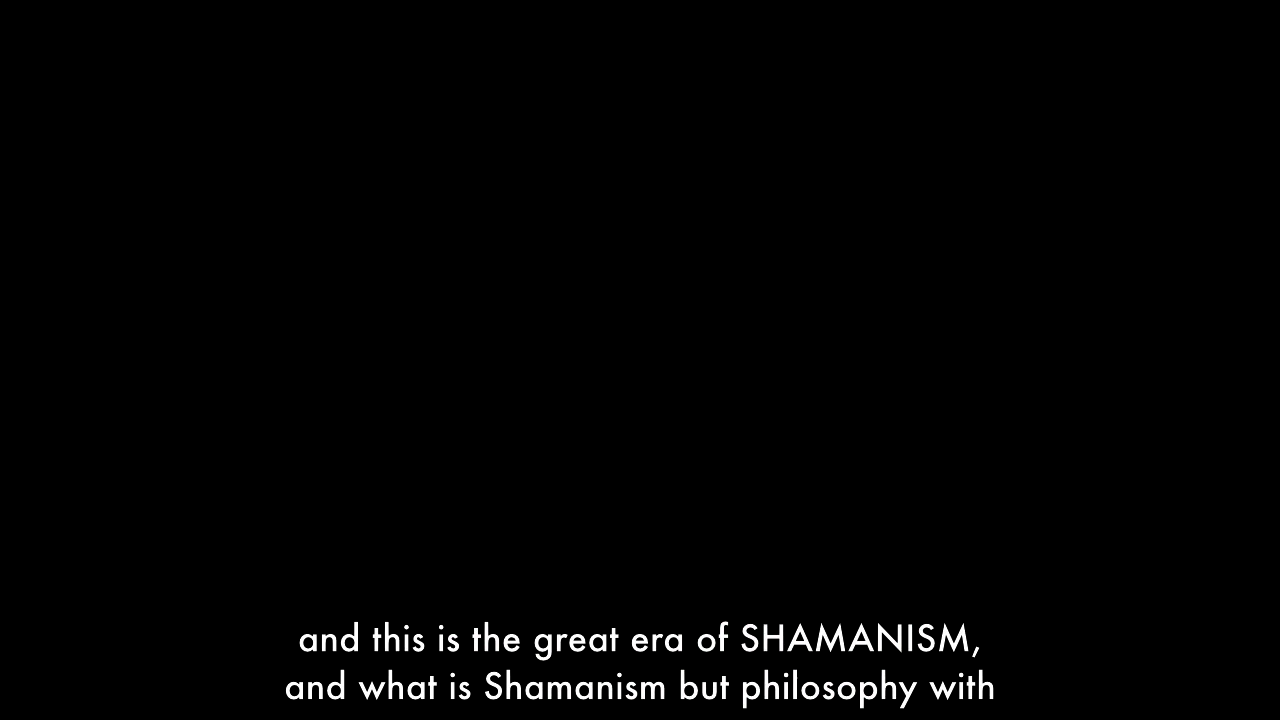 and this is the great era of SHAMANISM,
and what is Shamanism but philosophy with